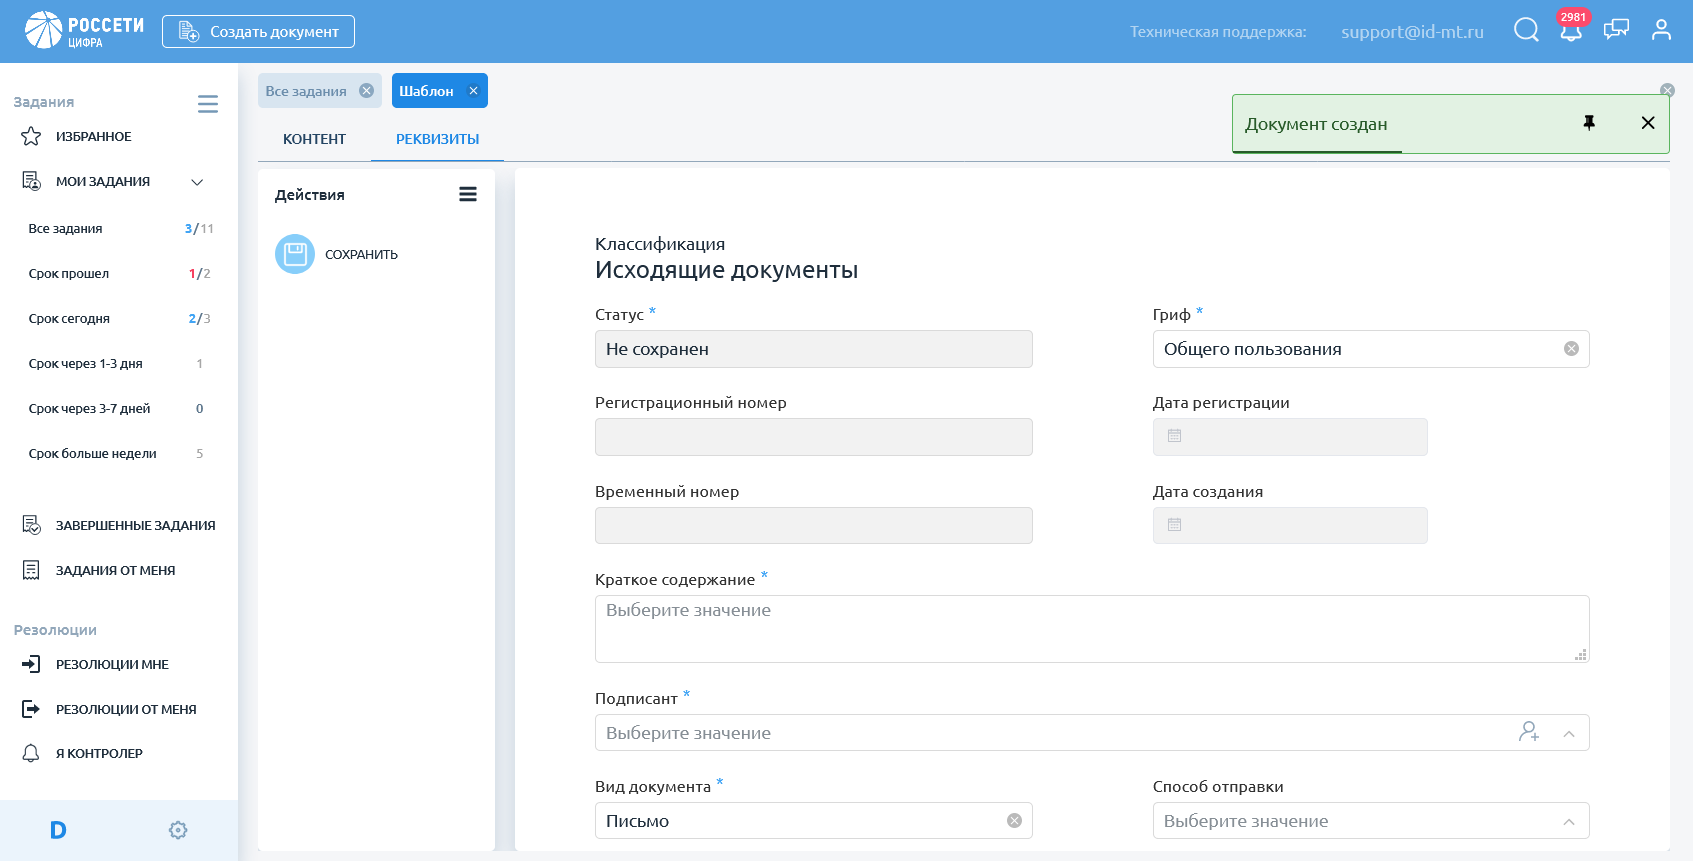 РОССЕТИ
ЦИФРА
Создать документ
Техническая поддержка:
support@id-mt.ru
2981
Задания
ИЗБРАННОЕ
МОИ ЗАДАНИЯ
Все задания 3/11
Срок прошел 1/2
Срок сегодня 2/3
Срок через 1-3 дня 1
Срок через 3-7 дней 0
Срок больше недели 5
ЗАВЕРШЕННЫЕ ЗАДАНИЯ
ЗАДАНИЯ ОТ МЕНЯ
Резолюции
РЕЗОЛЮЦИИ МНЕ
РЕЗОЛЮЦИИ ОТ МЕНЯ
Я КОНТРОЛЕР
D
Все задания
Шаблон
КОНТЕНТ
РЕКВИЗИТЫ
Документ создан
Действия
СОХРАНИТЬ
Классификация
Исходящие документы
Статус *
Не сохранен
Гриф *
Общего пользования
Регистрационный номер
Дата регистрации
Временный номер
Дата создания
Краткое содержание *
Выберите значение
Подписант *
Выберите значение
Вид документа *
Письмо
Способ отправки
Выберите значение